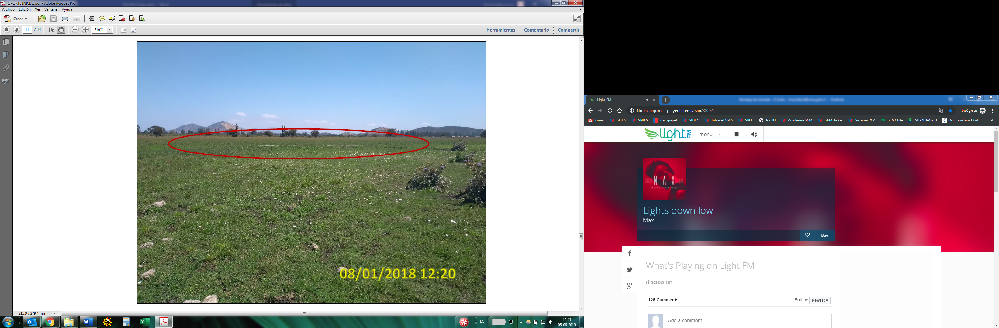 REPORTE INICIAL.pdf - Adobe Acrobat Pro
Archivo Edición Ver Ventana Ayuda
Crear
11 / 14 210% Herramientas Comentario Compartir
08/01/2018 12:20
215,9 x 279,4 mm
ES --- 12:45
05-06-2019
Light FM
No es seguro player.listenlive.co/33251 Incógnito
Gmail SISFA SNIFA Ceropapel SIDEN Intranet SMA SPDC RRHH Academia SMA SMA Ticket Sistema RCA SEA Chile SIT-NEPAssist Microsystem DGA »
light FM menu
MAX
Lights down low
Max
Buy
What's Playing on Light FM
discussion
128 Comments Sort by Newest
Add a comment...